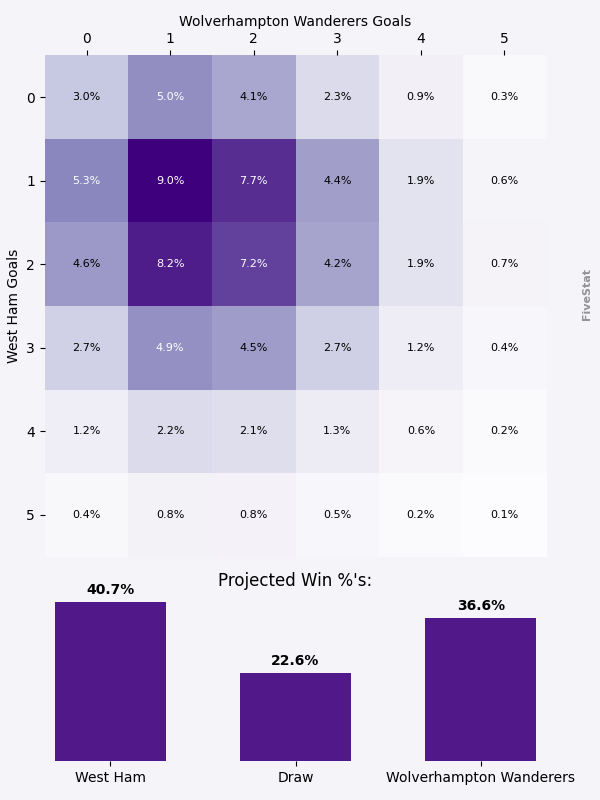 Wolverhampton Wanderers Goals
0 1 2 3 4 5
0 3.0% 5.0% 4.1% 2.3% 0.9% 0.3%
1 5.3% 9.0% 7.7% 4.4% 1.9% 0.6%
2 4.6% 8.2% 7.2% 4.2% 1.9% 0.7%
3 2.7% 4.9% 4.5% 2.7% 1.2% 0.4%
4 1.2% 2.2% 2.1% 1.3% 0.6% 0.2%
5 0.4% 0.8% 0.8% 0.5% 0.2% 0.1%
West Ham Goals
FiveStat
Projected Win %'s:
40.7% 22.6% 36.6%
West Ham Draw Wolverhampton Wanderers